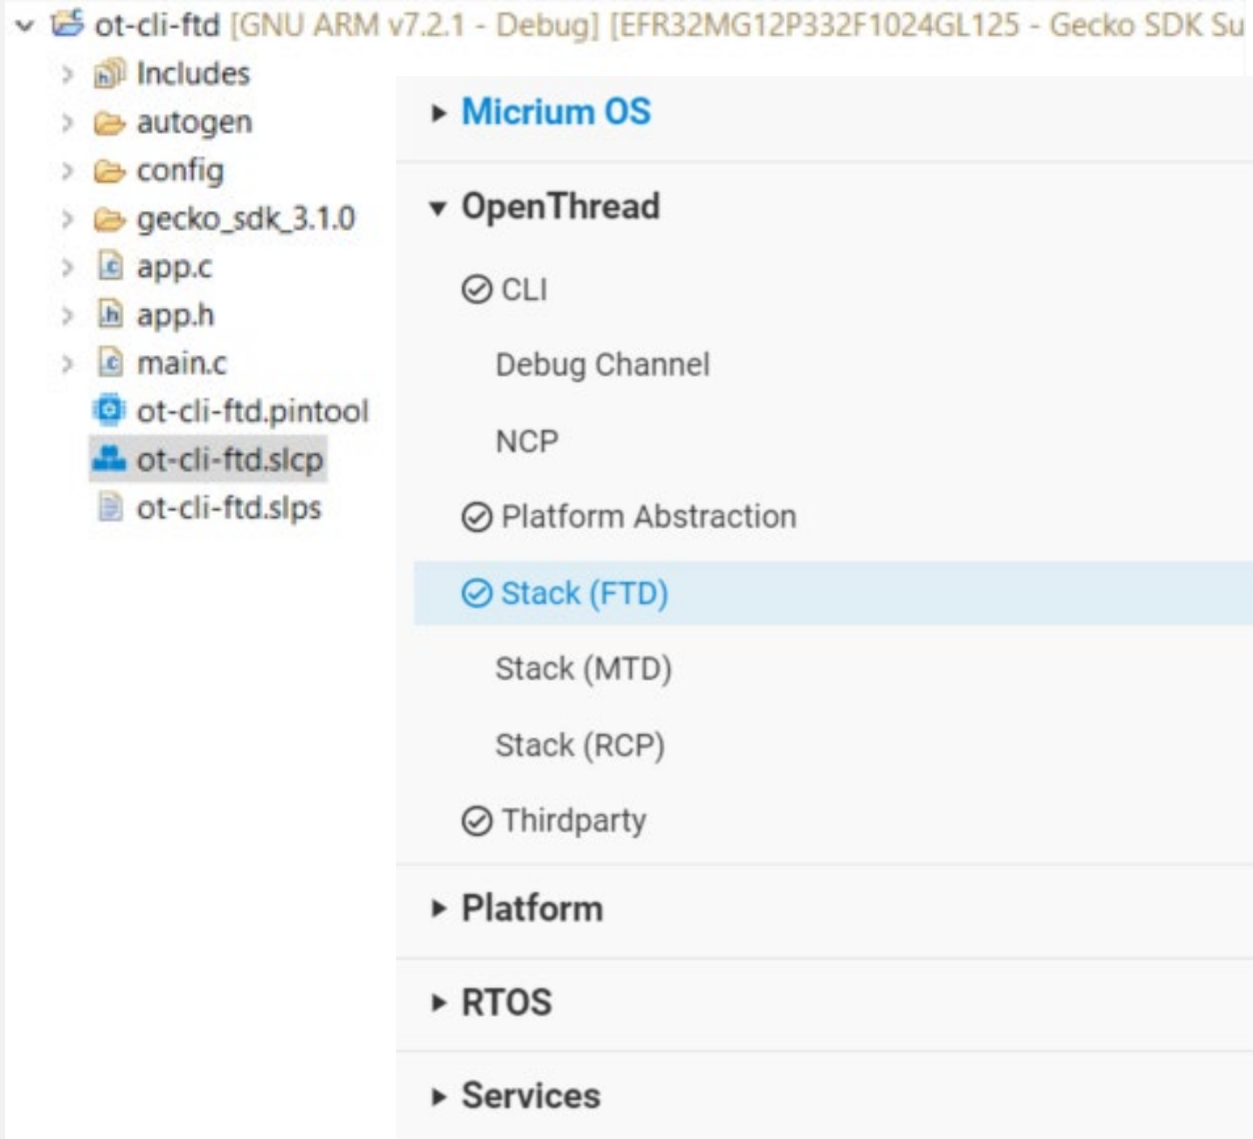 ot-cli-ftd [GNU ARM v7.2.1 - Debug] [EFR32MG12P332F1024GL125 - Gecko SDK Su
Includes
autogen
config
gecko_sdk_3.1.0
app.c
app.h
main.c
ot-cli-ftd.pintool
ot-cli-ftd.slcp
ot-cli-ftd.slps
Micrium OS
OpenThread
CLI
Debug Channel
NCP
Platform Abstraction
Stack (FTD)
Stack (MTD)
Stack (RCP)
Thirdparty
Platform
RTOS
Services